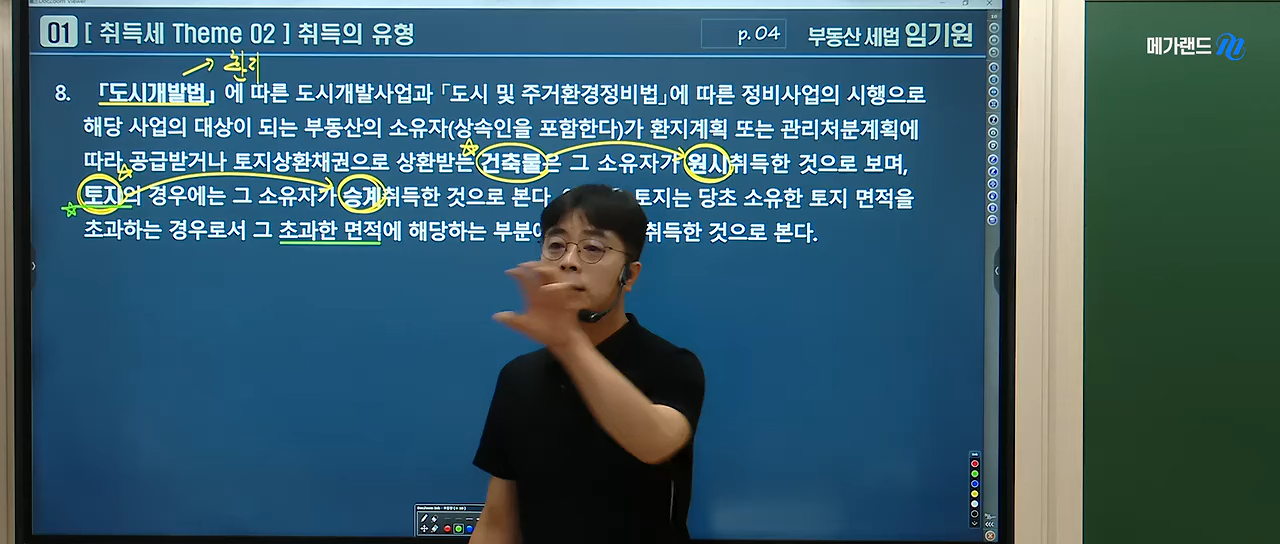 01 [ 취득세 Theme 02 ] 취득의 유형
p. 04
부동산 세법 임기원
메가랜드
환지
8. 「도시개발법」에 따른 도시개발사업과 「도시 및 주거환경정비법」에 따른 정비사업의 시행으로
해당 사업의 대상이 되는 부동산의 소유자(상속인을 포함한다)가 환지계획 또는 관리처분계획에
따라 공급받거나 토지상환채권으로 상환받는 건축물은 그 소유자가 원시취득한 것으로 보며,
토지의 경우에는 그 소유자가 승계취득한 것으로 본다. 토지는 당초 소유한 토지 면적을
초과하는 경우로서 그 초과한 면적에 해당하는 부분에 취득한 것으로 본다.